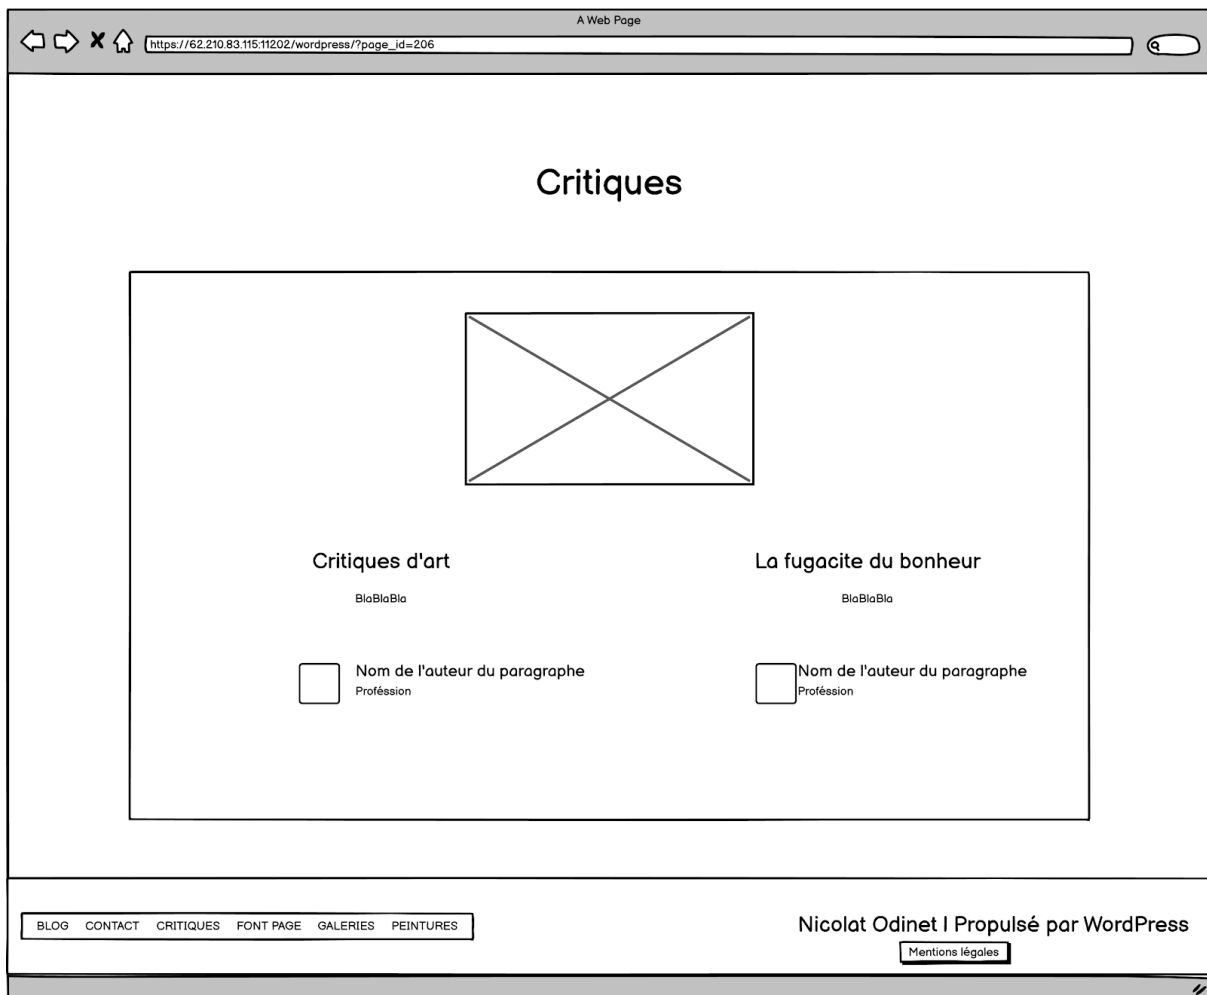 A Web Page
https://62.210.83.115:11202/wordpress/?page_id=206
Critiques
Critiques d'art
BlaBlaBla
La fugacite du bonheur
BlaBlaBla
Nom de l'auteur du paragraphe
Proféssion
Nom de l'auteur du paragraphe
Proféssion
BLOG CONTACT CRITIQUES FONT PAGE GALERIES PEINTURES
Nicolat Odinet I Propulsé par WordPress
Mentions légales